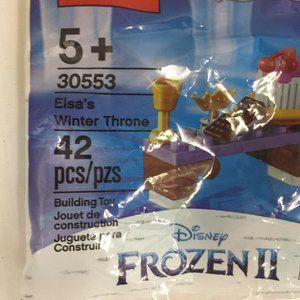 5+
30553
Elsa's
Winter Throne
42
pcs/pzs
Building Toy
Jouet de
construction
Juguete para
Construir
Disney
FROZEN II